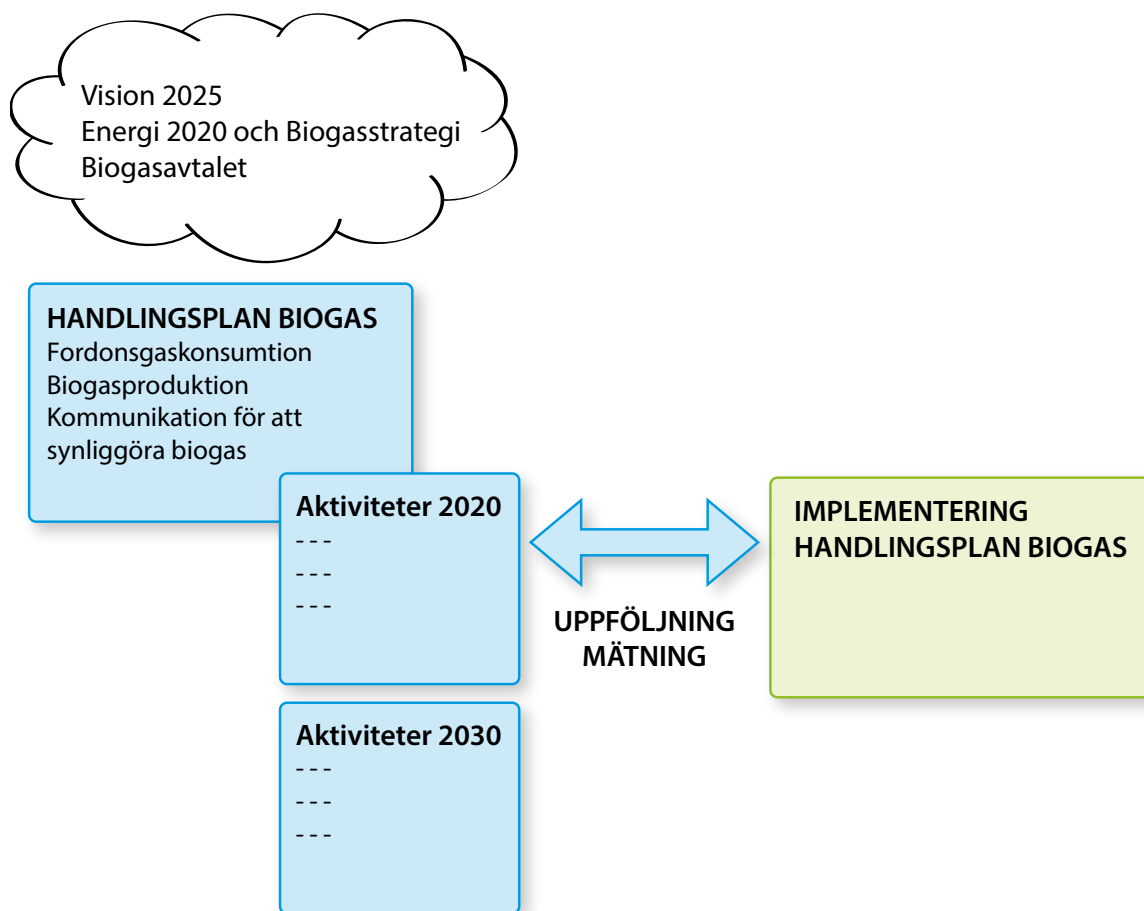 Vision 2025
Energi 2020 och Biogasstrategi
Biogasavtalet
HANDLINGSPLAN BIOGAS
Fordonsgaskonsumtion
Biogasproduktion
Kommunikation för att
synliggöra biogas
Aktiviteter 2020
- - -
- - -
- - -
UPPFÖLJNING
MÄTNING
IMPLEMENTERING
HANDLINGSPLAN BIOGAS
Aktiviteter 2030
- - -
- - -
- - -